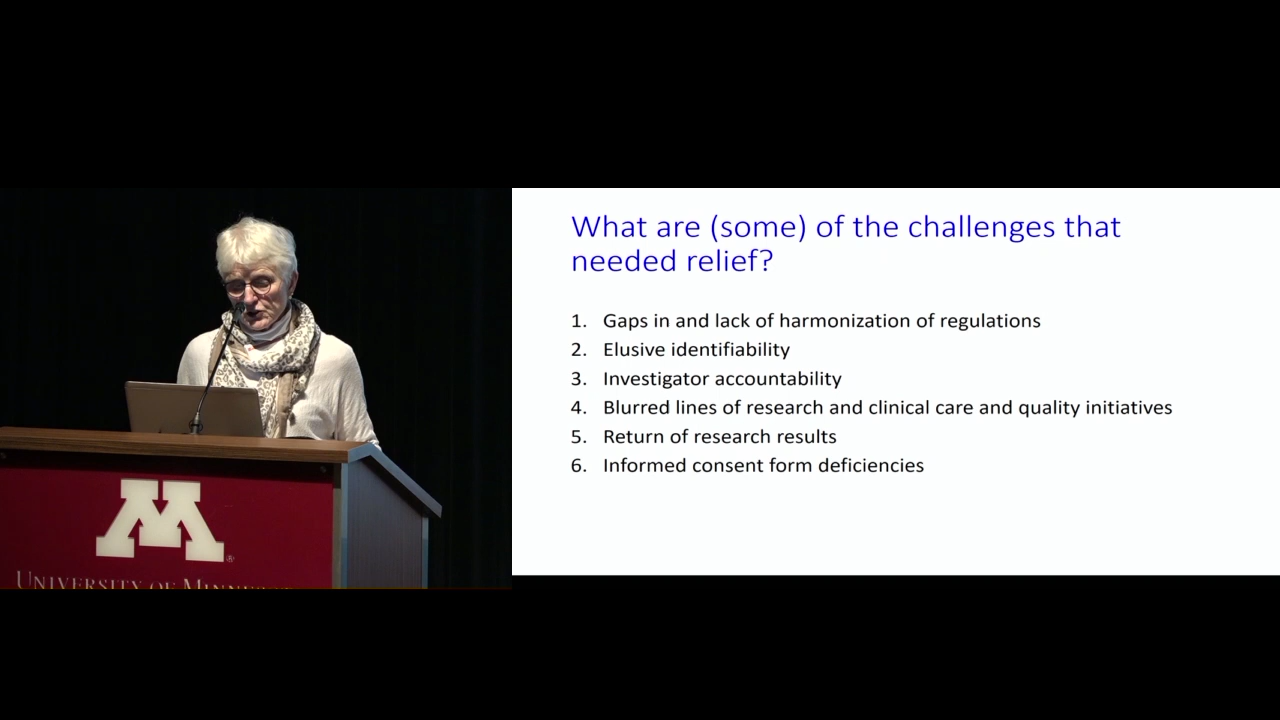 What are (some) of the challenges that
needed relief?
1. Gaps in and lack of harmonization of regulations
2. Elusive identifiability
3. Investigator accountability
4. Blurred lines of research and clinical care and quality initiatives
5. Return of research results
6. Informed consent form deficiencies
M®
UNIVERSITY OF